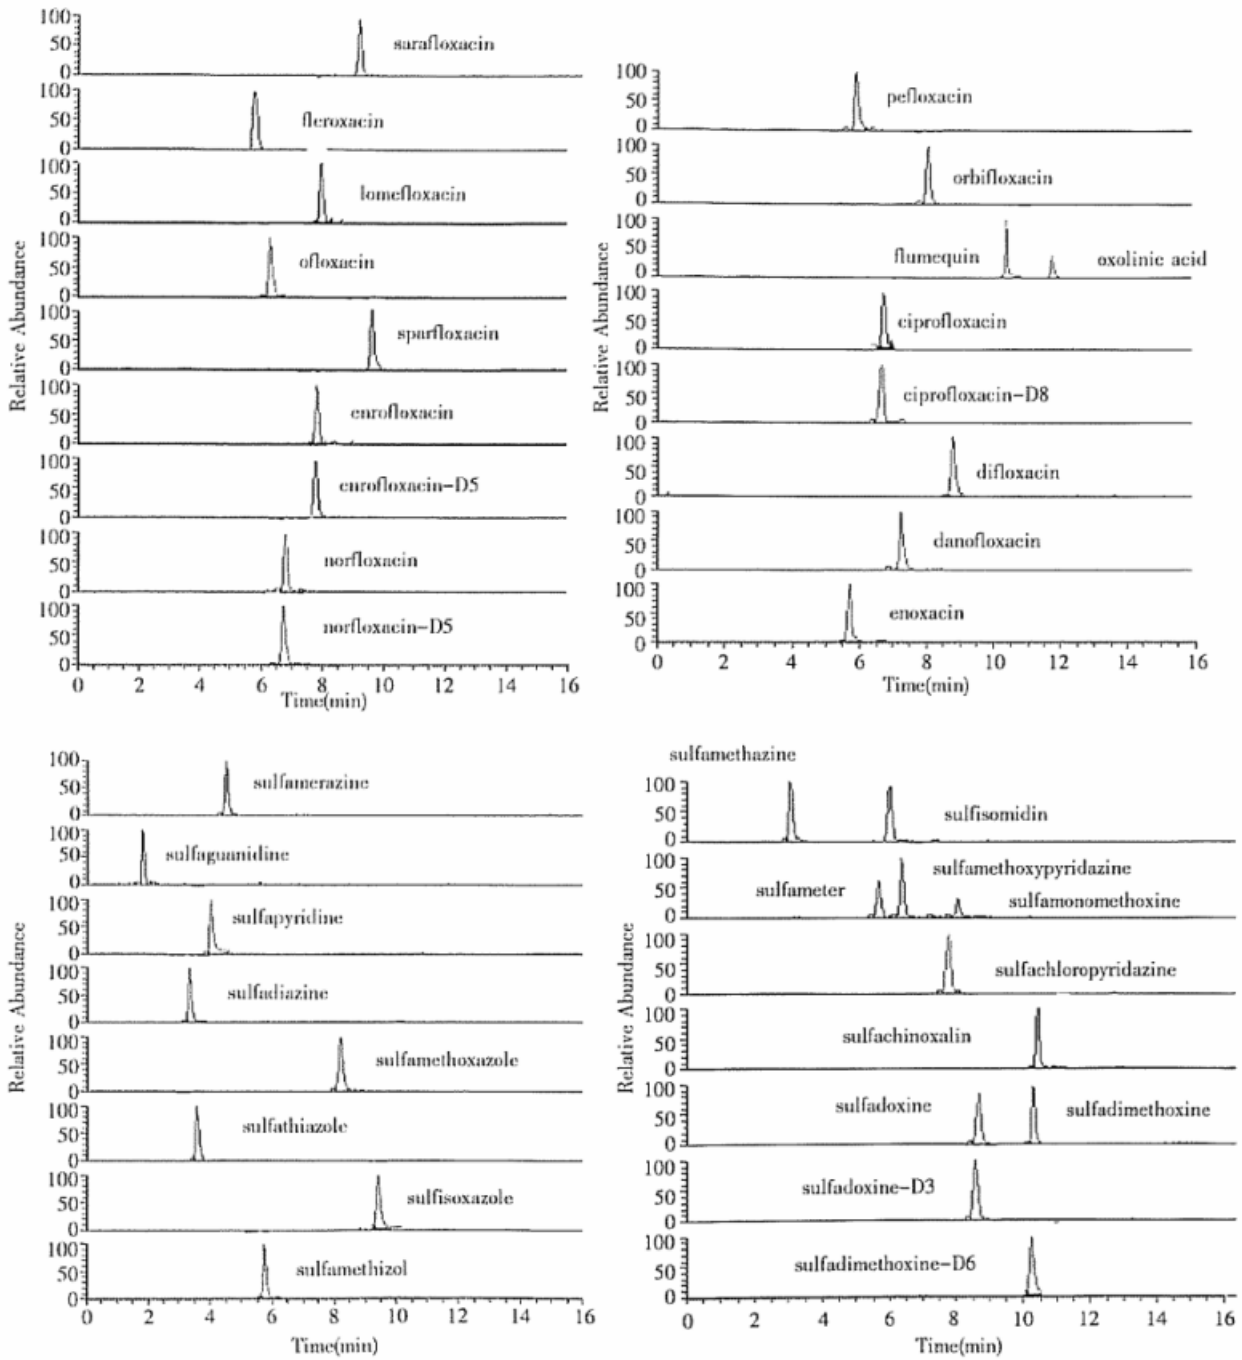 100
50
0
sarafloxacin
100
50
0
fleroxacin
100
50
0
lomefloxacin
100
50
0
ofloxacin
100
50
0
sparfloxacin
100
50
0
enrofloxacin
100
50
0
enrofloxacin-D5
100
50
0
norfloxacin
100
50
0
norfloxacin-D5
Relative Abundance
0 2 4 6 8 10 12 14 16
Time(min)
100
50
0
pefloxacin
100
50
0
orbifloxacin
100
50
0
flumequin oxolinic acid
100
50
0
ciprofloxacin
100
50
0
ciprofloxacin-D8
100
50
0
difloxacin
100
50
0
danofloxacin
100
50
0
enoxacin
Relative Abundance
0 2 4 6 8 10 12 14 16
Time(min)
100
50
0
sulfamerazine
100
50
0
sulfaguanidine
100
50
0
sulfapyridine
100
50
0
sulfadiazine
100
50
0
sulfamethoxazole
100
50
0
sulfathiazole
100
50
0
sulfisoxazole
100
50
0
sulfamethizol
Relative Abundance
0 2 4 6 8 10 12 14 16
Time(min)
sulfamethazine
100
50
0
sulfisomidin
100
50
0
sulfameter
sulfamethoxypyridazine
sulfamonomethoxine
100
50
0
sulfachloropyridazine
100
50
0
sulfachinoxalin
100
50
0
sulfadoxine sulfadimethoxine
100
50
0
sulfadoxine-D3
100
50
0
sulfadimethoxine-D6
Relative Abundance
0 2 4 6 8 10 12 14 16
Time(min)